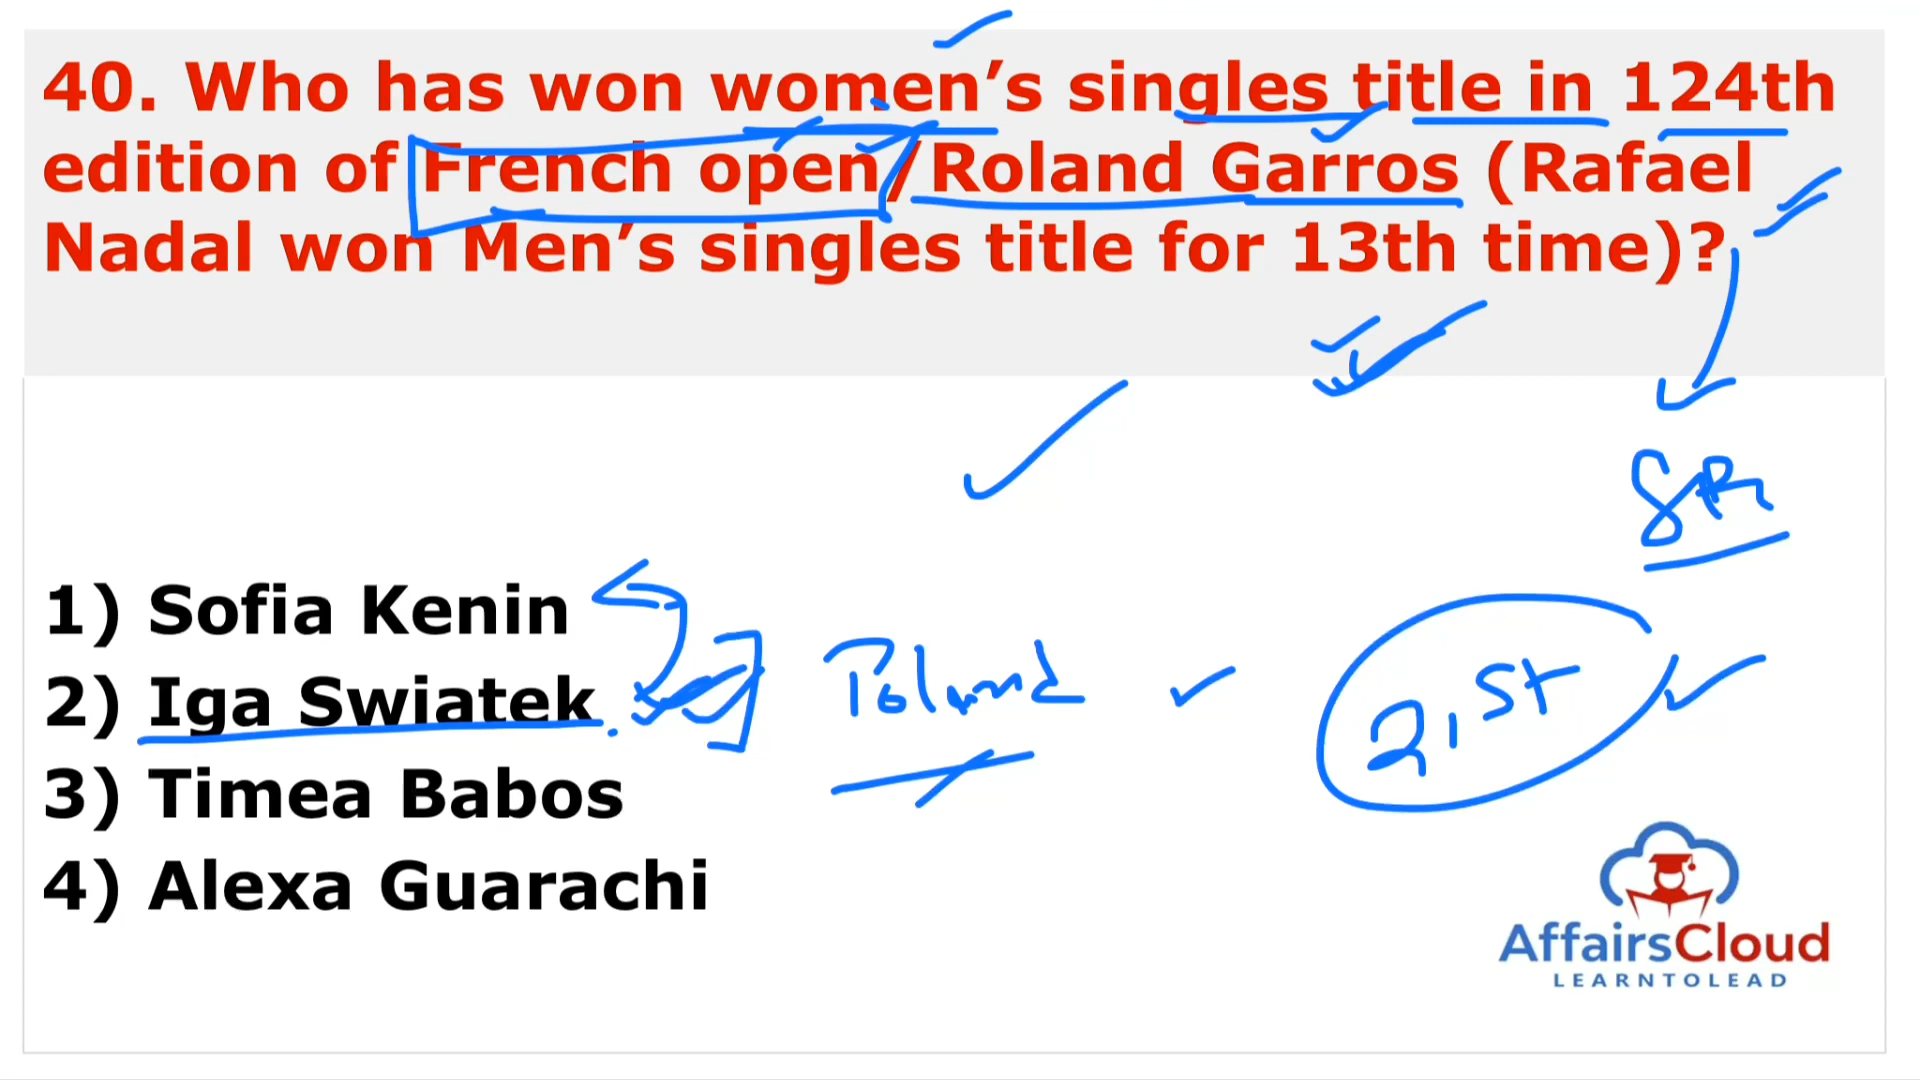 40. Who has won women’s singles title in 124th
edition of French open/Roland Garros (Rafael
Nadal won Men’s singles title for 13th time)?
1) Sofia Kenin
2) Iga Swiatek
Poland
21st
3) Timea Babos
4) Alexa Guarachi
AffairsCloud
LEARNTOLEAD